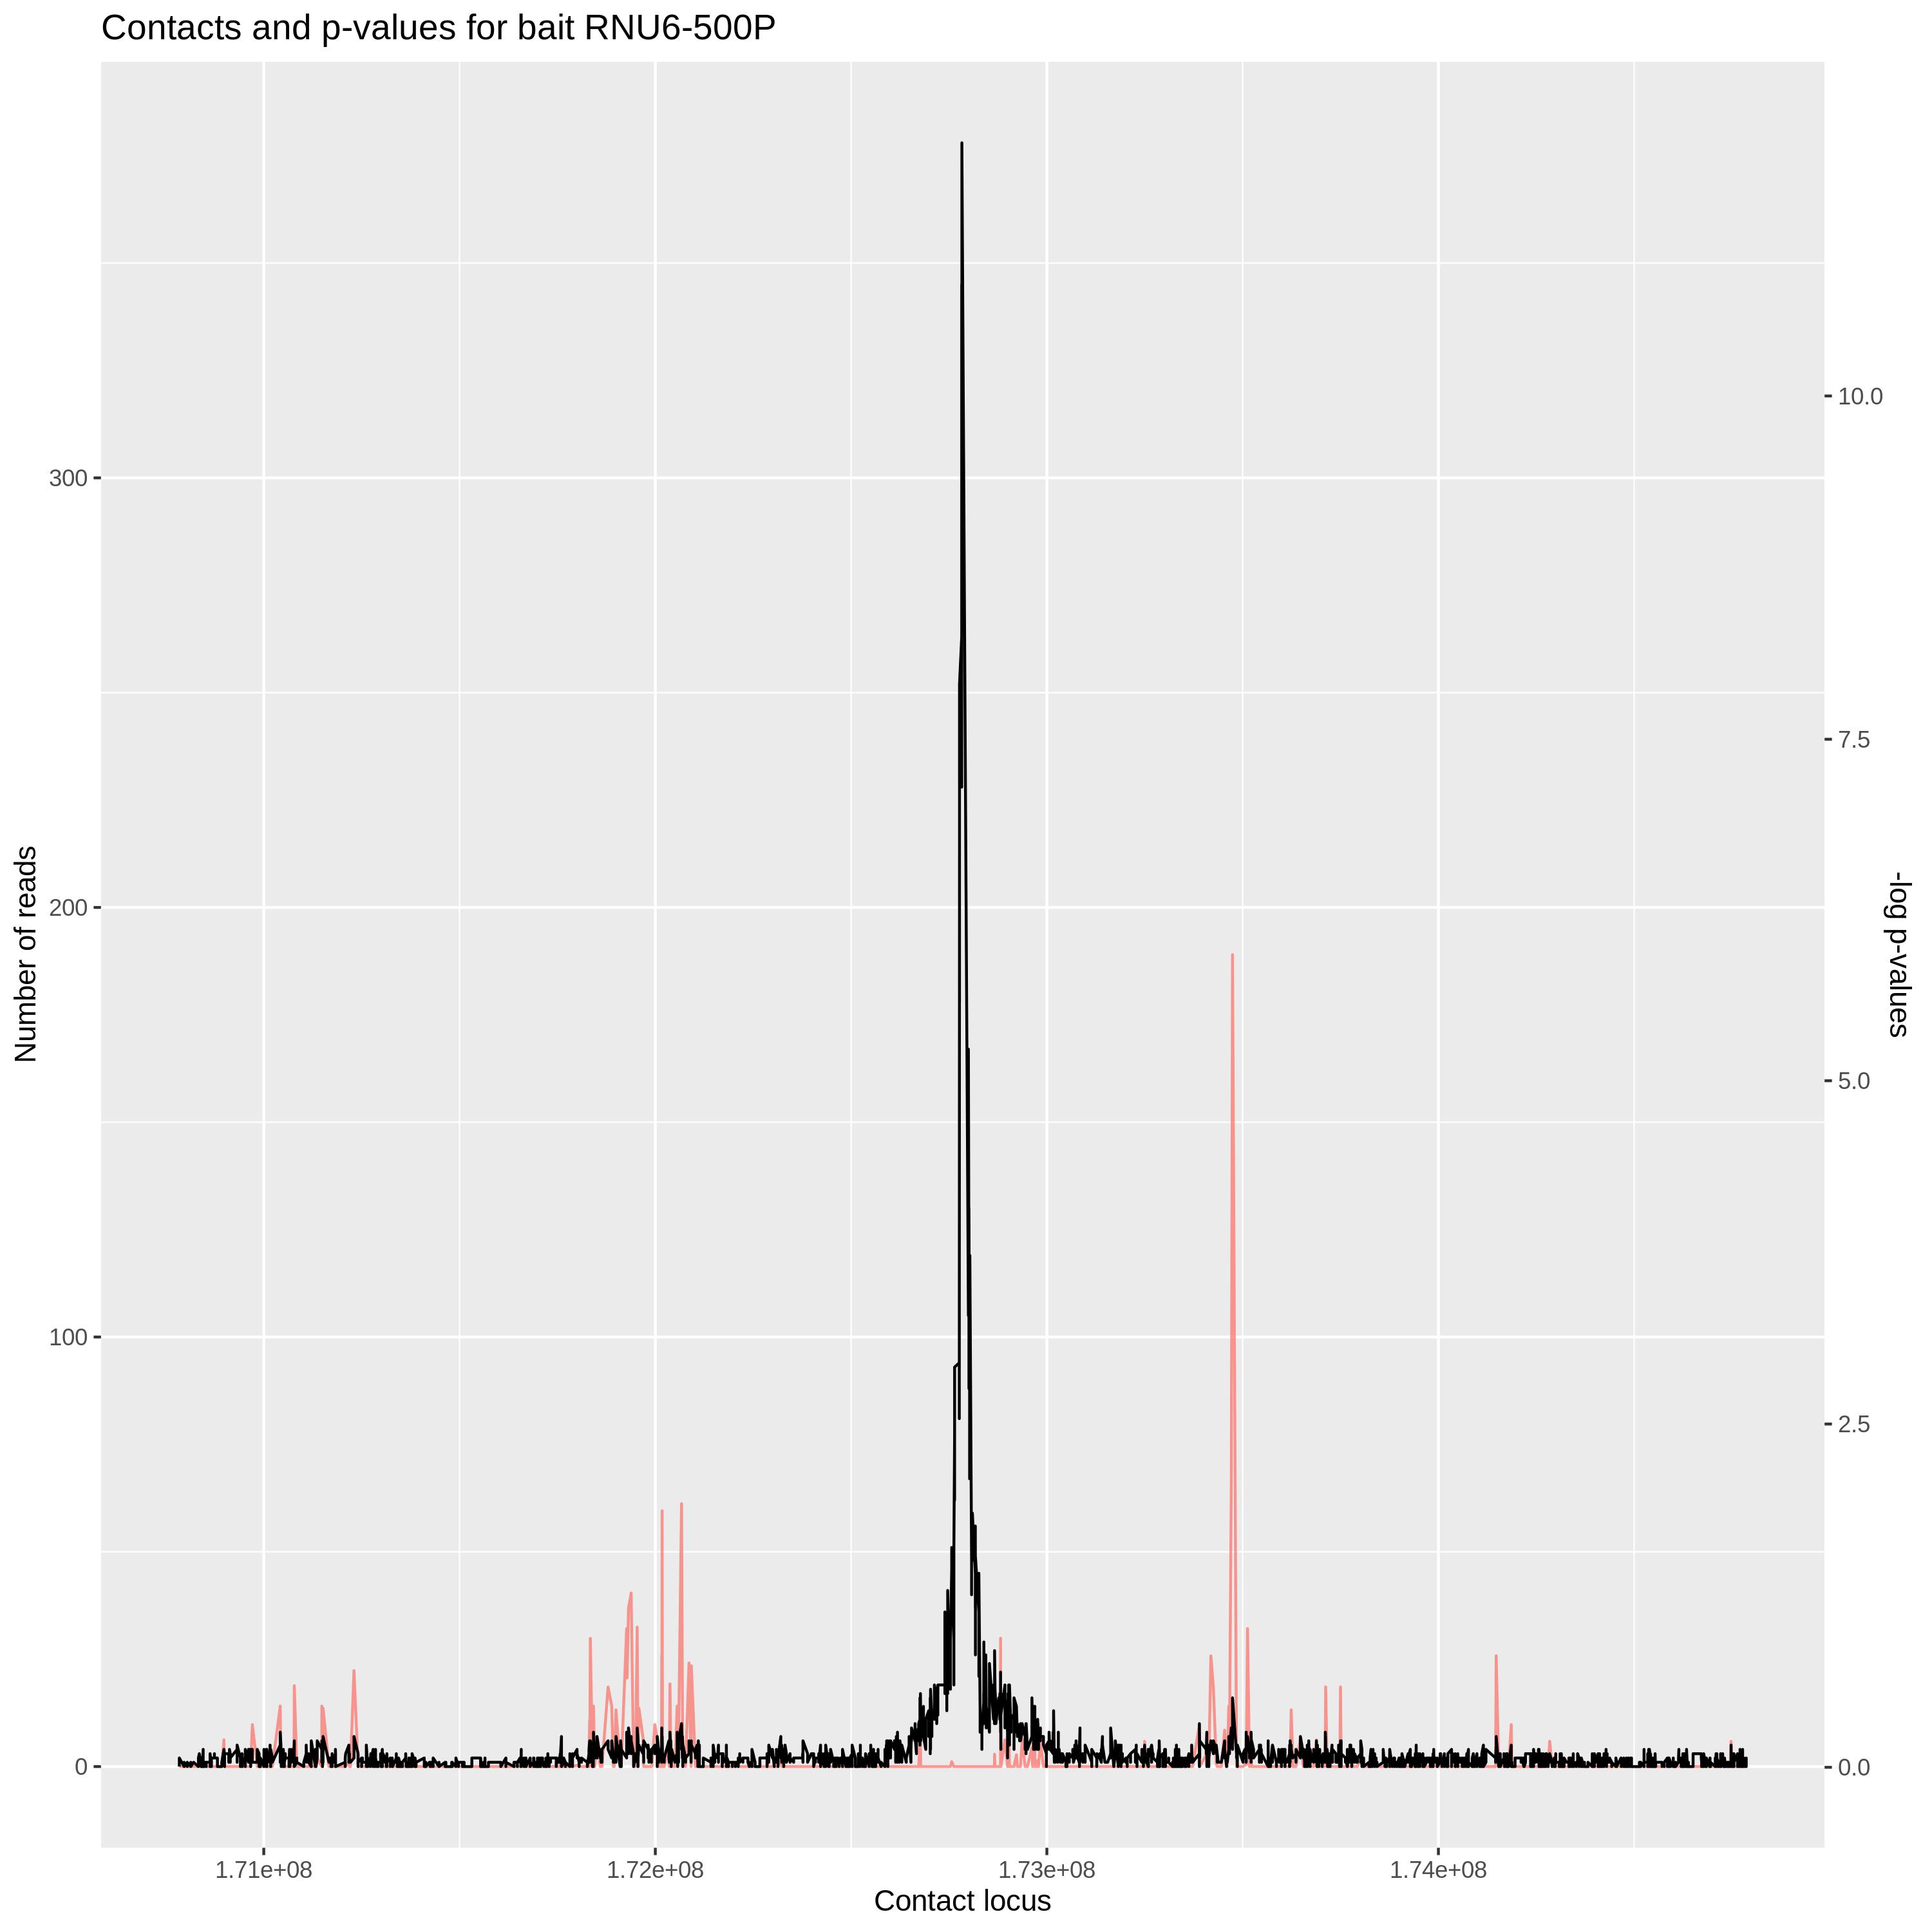 Contacts and p-values for bait RNU6-500P
300
200
100
0
Number of reads
10.0
7.5
5.0
2.5
0.0
-log p-values
1.71e+08
1.72e+08
1.73e+08
1.74e+08
Contact locus